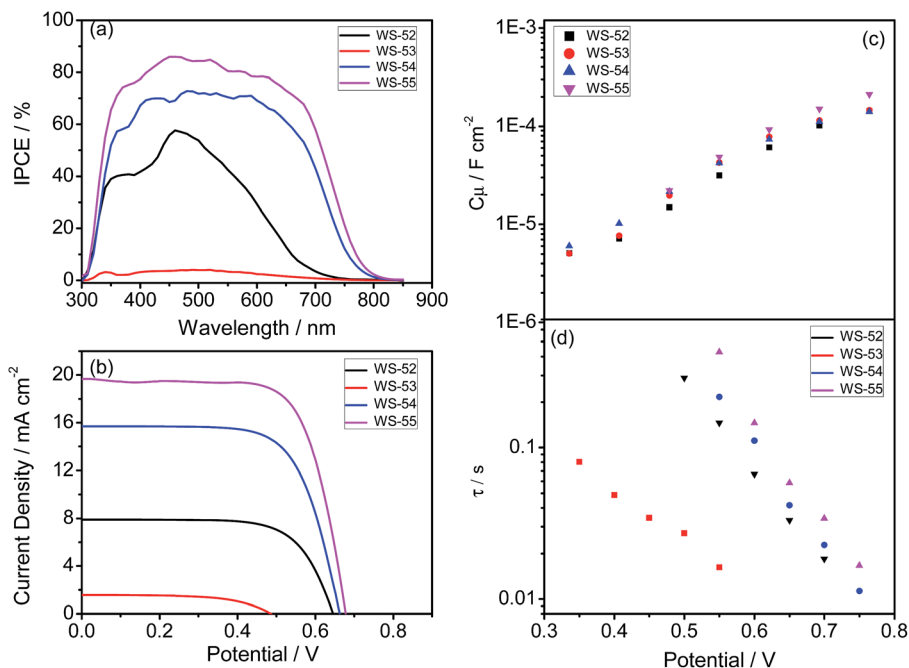 (a)
WS-52
WS-53
WS-54
WS-55
100
80
60
40
20
0
IPCE / %
300 400 500 600 700 800 900
Wavelength / nm
(b)
WS-52
WS-53
WS-54
WS-55
20
16
12
8
4
0
Current Density / mA cm⁻²
0.0 0.2 0.4 0.6 0.8
Potential / V
(c)
WS-52
WS-53
WS-54
WS-55
1E-3
1E-4
1E-5
1E-6
Cμ / F cm⁻²
(d)
WS-52
WS-53
WS-54
WS-55
0.1
0.01
τ / s
0.3 0.4 0.5 0.6 0.7 0.8
Potential / V